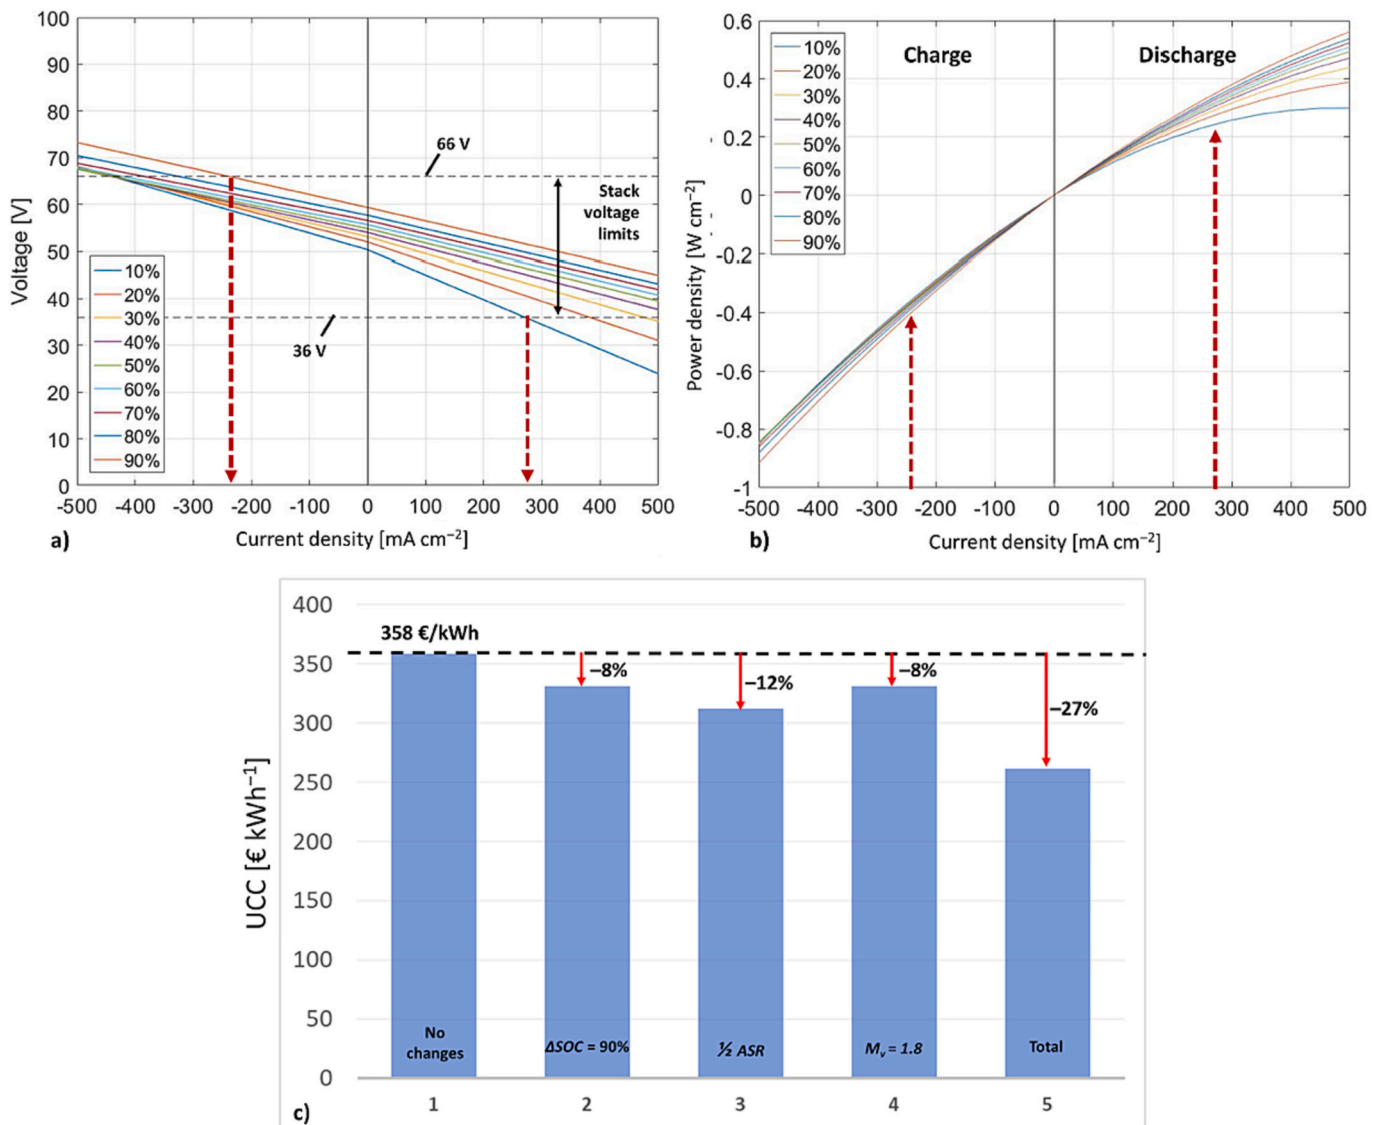 100
90
80
70
60
50
40
30
20
10
0
Voltage [V]
66 V
Stack
voltage
limits
36 V
10%
20%
30%
40%
50%
60%
70%
80%
90%
-500 -400 -300 -200 -100 0 100 200 300 400 500
a)
Current density [mA cm−2]
0.6
0.4
0.2
0
-0.2
-0.4
-0.6
-0.8
-1
Power density [W cm−2]
10%
20%
30%
40%
50%
60%
70%
80%
90%
Charge
Discharge
-500 -400 -300 -200 -100 0 100 200 300 400 500
b)
Current density [mA cm−2]
400
350
300
250
200
150
100
50
0
UCC [€ kWh−1]
358 €/kWh
−8%
−12%
−8%
−27%
No
changes
ΔSOC = 90%
½ ASR
Mv = 1.8
Total
1 2 3 4 5
c)